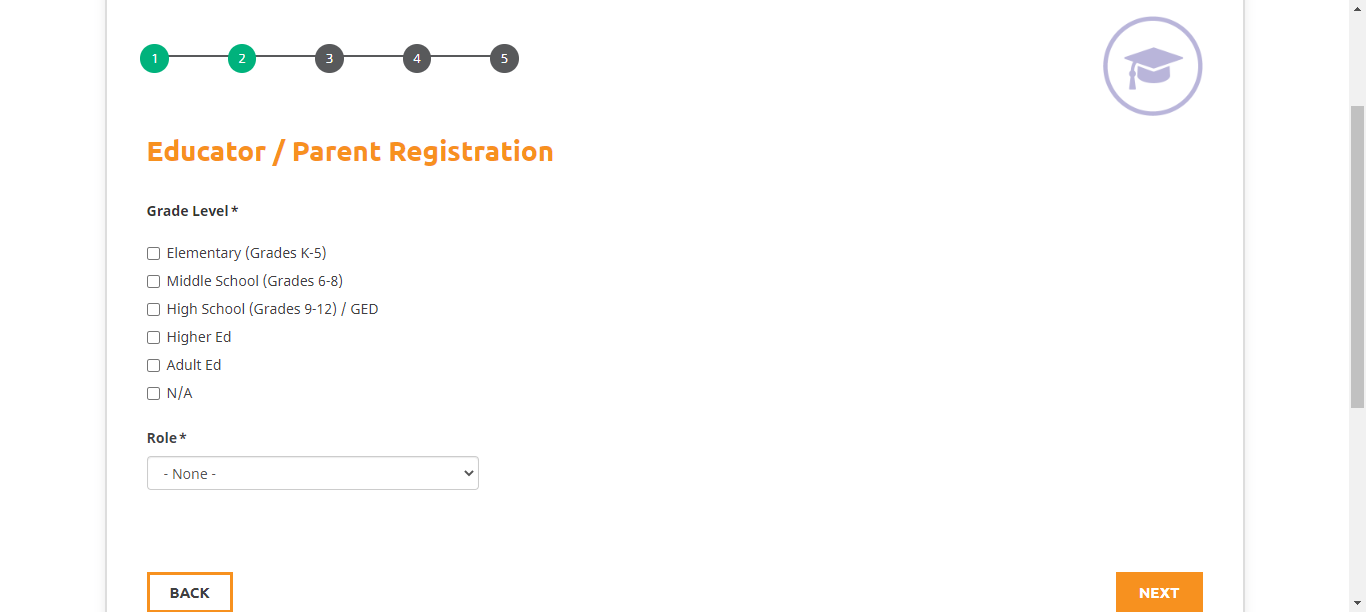 1 2 3 4 5
Educator / Parent Registration
Grade Level*
Elementary (Grades K-5)
Middle School (Grades 6-8)
High School (Grades 9-12) / GED
Higher Ed
Adult Ed
N/A
Role*
- None -
BACK NEXT